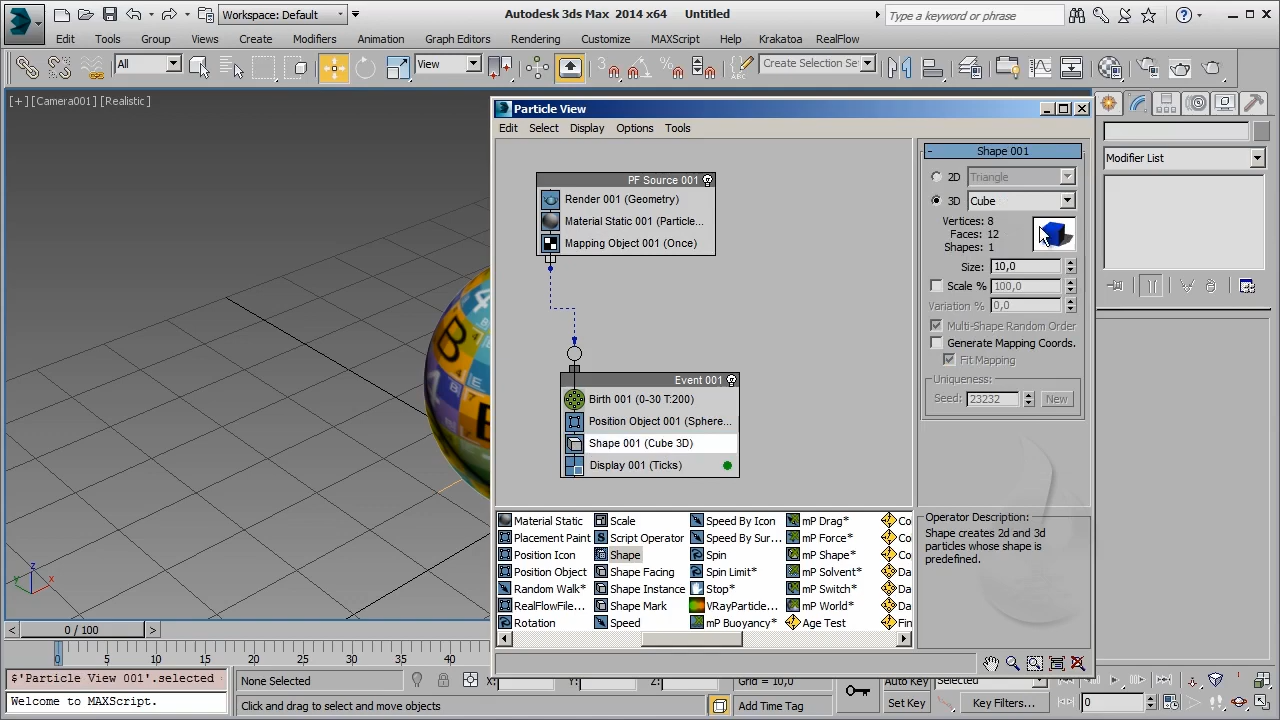 Workspace: Default
Autodesk 3ds Max 2014 x64 Untitled
Type a keyword or phrase
Edit Tools Group Views Create Modifiers Animation Graph Editors Rendering Customize MAXScript Help Krakatoa RealFlow
All View 3 Create Selection Se
[+] [Camera001] [Realistic]
Particle View
Edit Select Display Options Tools
PF Source 001
Render 001 (Geometry)
Material Static 001 (Particle...
Mapping Object 001 (Once)
Event 001
Birth 001 (0-30 T:200)
Position Object 001 (Sphere...
Shape 001 (Cube 3D)
Display 001 (Ticks)
Shape 001
2D Triangle
3D Cube
Vertices: 8
Faces: 12
Shapes: 1
Size: 10,0
Scale % 100,0
Variation % 0,0
Multi-Shape Random Order
Generate Mapping Coords.
Fit Mapping
Uniqueness:
Seed: 23232 New
Modifier List
B
B
Material Static Scale Speed By Icon mP Drag* Co
Placement Paint Script Operator Speed By Sur... mP Force* Co
Position Icon Shape Spin mP Shape* Co
Position Object Shape Facing Spin Limit* mP Solvent* Da
Random Walk* Shape Instance Stop* mP Switch* Da
RealFlowFile... Shape Mark VRayParticle... mP World* Da
Rotation Speed mP Buoyancy* Age Test Fin
Operator Description:
Shape creates 2d and 3d
particles whose shape is
predefined.
z
y x
< 0 / 100 >
0 5 10 15 20 25 30 35 40
$'Particle View 001'.selected
Welcome to MAXScript.
None Selected X: Y: Z: Grid = 10,0 Auto Key Selected
Click and drag to select and move objects Add Time Tag Set Key Key Filters... 0